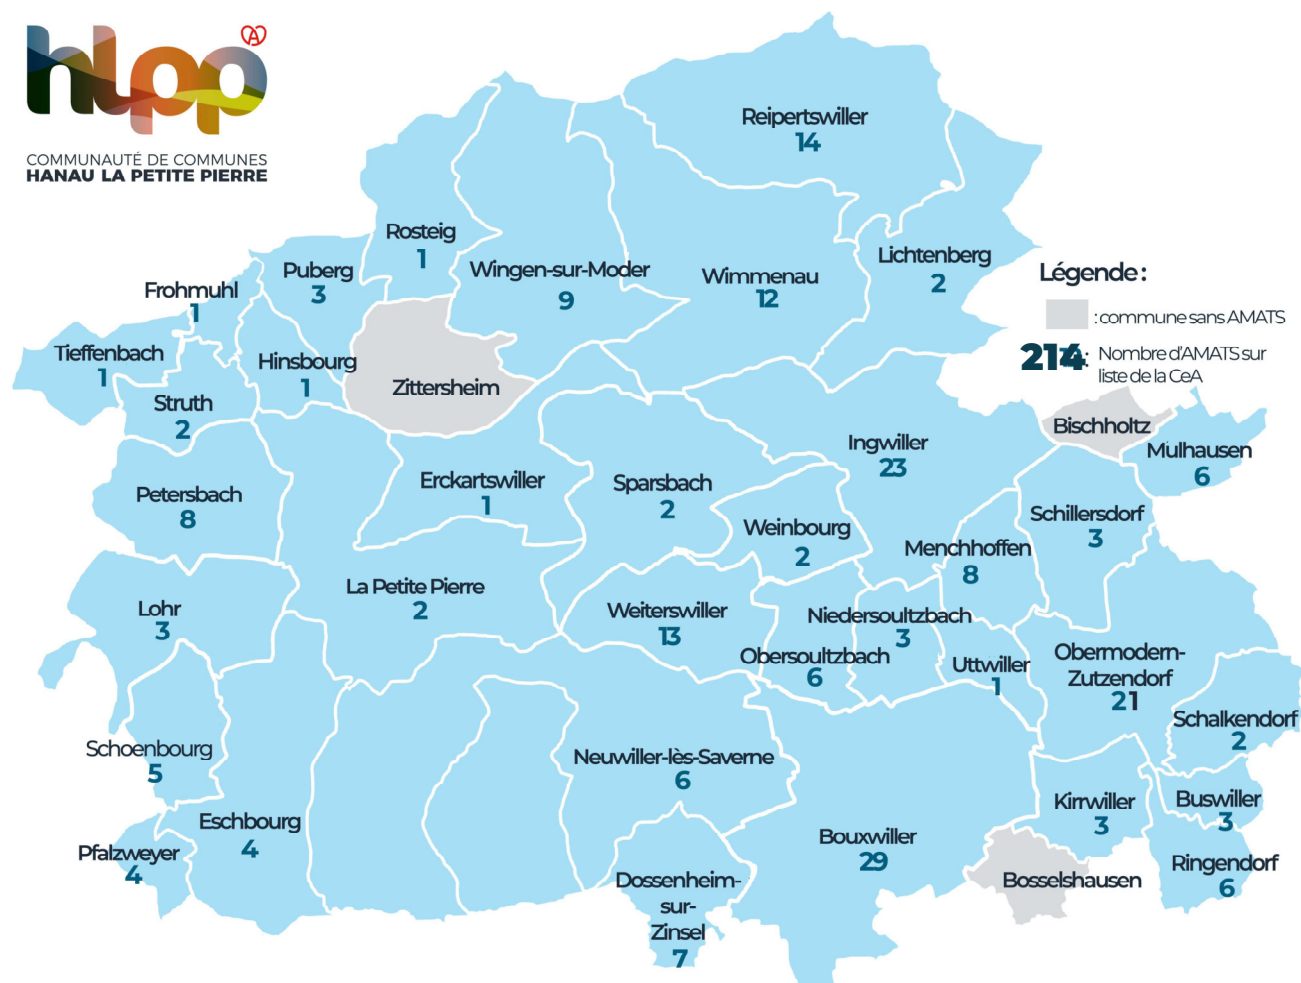 hlpp
A
COMMUNAUTÉ DE COMMUNES
HANAU LA PETITE PIERRE
Reipertswiller
14
Rosteig
1
Lichtenberg
2
Wingen-sur-Moder
9
Wimmenau
12
Puberg
3
Frohmuhl
1
Légende :
: commune sans AMATS
214 : Nombre d'AMATS sur
liste de la CeA
Tieffenbach
1
Hinsbourg
1
Zittersheim
Struth
2
Bischholtz
Ingwiller
23
Mulhausen
6
Erckartswiller
1
Sparsbach
2
Petersbach
8
Schillersdorf
3
Weinbourg
2
Menchhoffen
8
La Petite Pierre
2
Lohr
3
Weiterswiller
13
Niedersoultzbach
3
Obersoultzbach
6
Uttwiller
1
Obermodern-
Zutzendorf
21
Schalkendorf
2
Schoenbourg
5
Neuwiller-lès-Saverne
6
Kirrwiller
3
Buswiller
3
Eschbourg
4
Bouxwiller
29
Pfalzweyer
4
Ringendorf
6
Dossenheim-
sur-
Zinsel
7
Bosselshausen